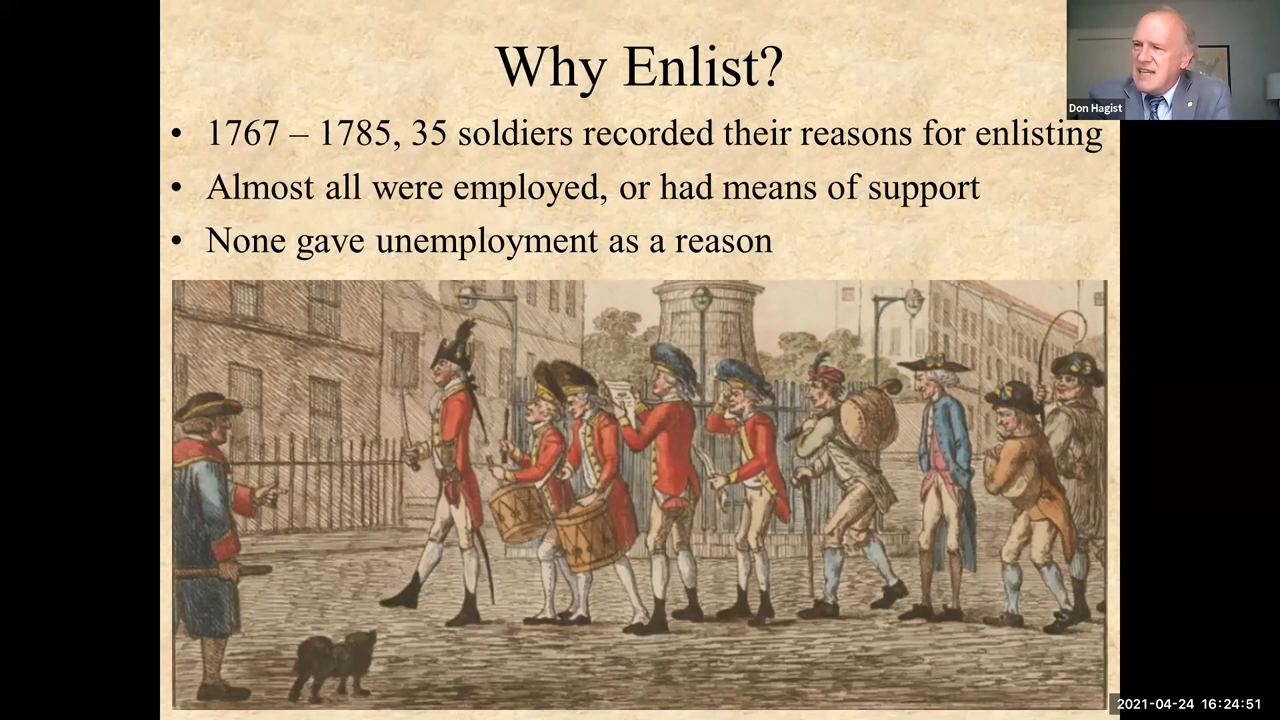 Why Enlist?
Don Hagist
• 1767 – 1785, 35 soldiers recorded their reasons for enlisting
• Almost all were employed, or had means of support
• None gave unemployment as a reason
2021-04-24 16:24:51